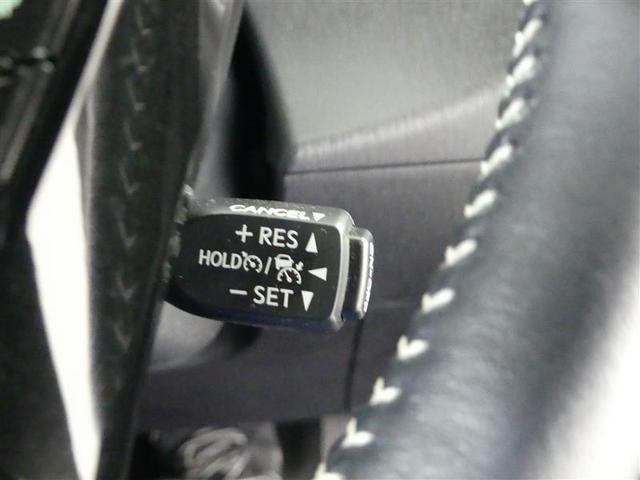 CANCEL▼
+ RES ▲
HOLD / ◀
− SET ▼